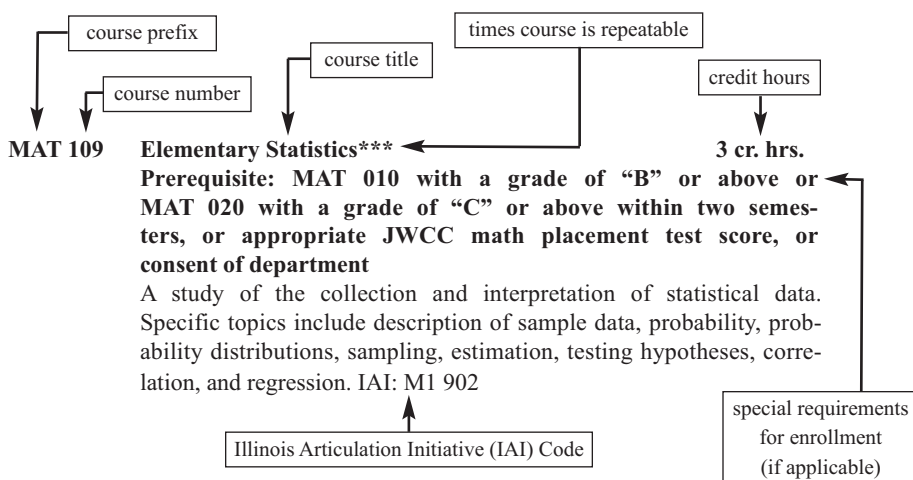 course prefix
times course is repeatable
course title
credit hours
course number
MAT 109 Elementary Statistics*** 3 cr. hrs.
Prerequisite: MAT 010 with a grade of “B” or above or
MAT 020 with a grade of “C” or above within two semes-
ters, or appropriate JWCC math placement test score, or
consent of department
A study of the collection and interpretation of statistical data.
Specific topics include description of sample data, probability, prob-
ability distributions, sampling, estimation, testing hypotheses, corre-
lation, and regression. IAI: M1 902
special requirements
for enrollment
(if applicable)
Illinois Articulation Initiative (IAI) Code